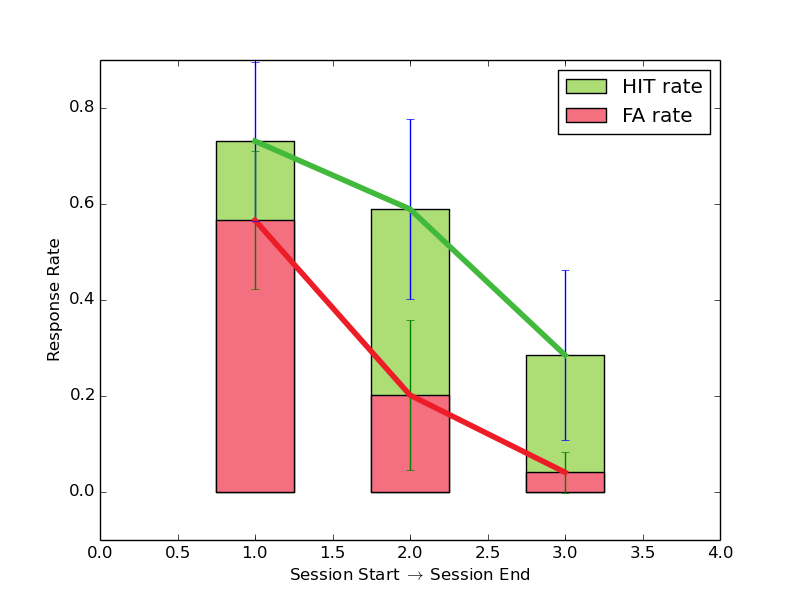 HIT rate
FA rate
0.8
0.6
0.4
0.2
0.0
Response Rate
0.0 0.5 1.0 1.5 2.0 2.5 3.0 3.5 4.0
Session Start → Session End